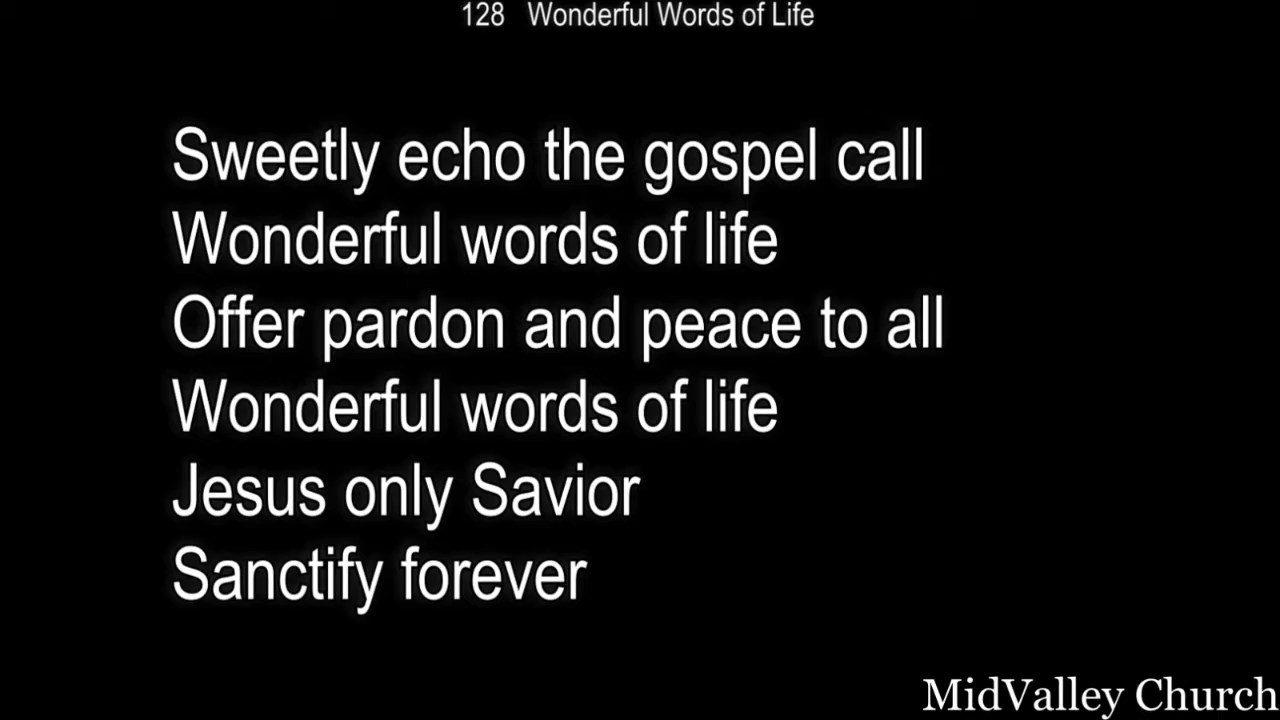 128 Wonderful Words of Life
Sweetly echo the gospel call
Wonderful words of life
Offer pardon and peace to all
Wonderful words of life
Jesus only Savior
Sanctify forever
MidValley Church